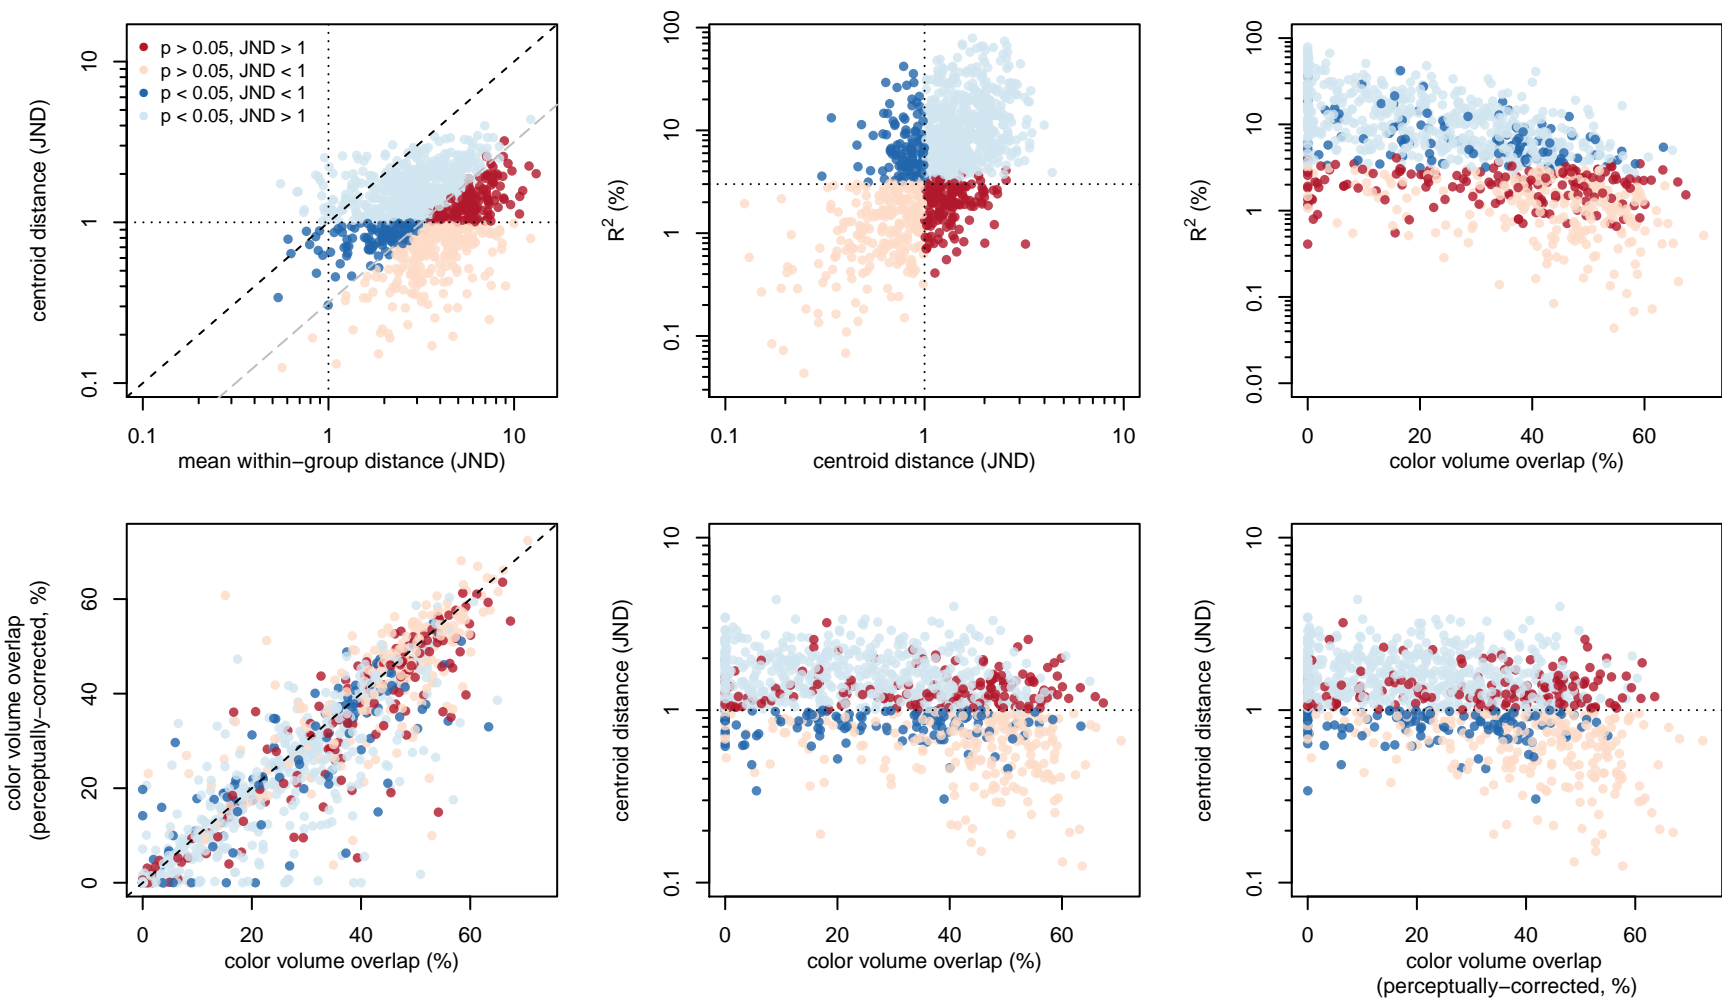 p > 0.05, JND > 1
p > 0.05, JND < 1
p < 0.05, JND < 1
p < 0.05, JND > 1
centroid distance (JND)
10
1
0.1
0.1
1
10
mean within−group distance (JND)
R² (%)
100
10
1
0.1
0.1
1
10
centroid distance (JND)
R² (%)
100
10
1
0.1
0.01
0
20
40
60
color volume overlap (%)
color volume overlap
(perceptually−corrected, %)
60
40
20
0
0
20
40
60
color volume overlap (%)
centroid distance (JND)
10
1
0.1
0
20
40
60
color volume overlap (%)
centroid distance (JND)
10
1
0.1
0
20
40
60
color volume overlap
(perceptually−corrected, %)